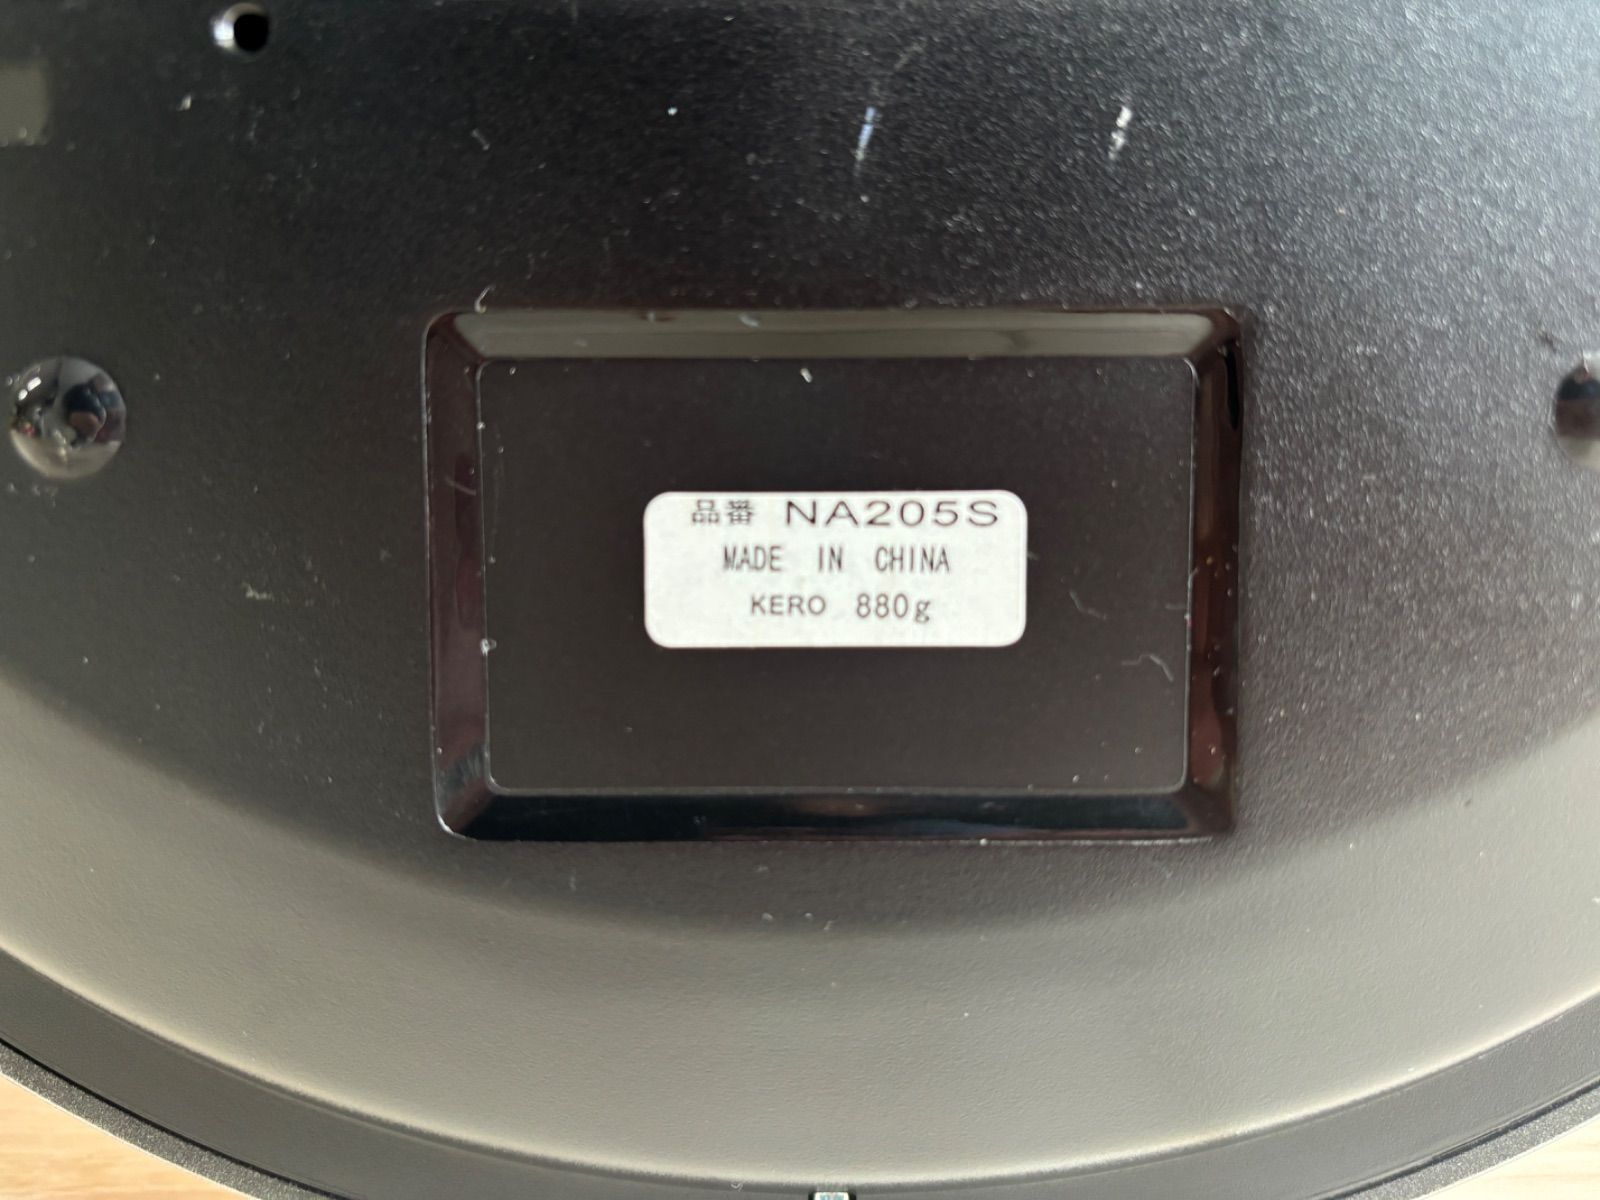 品番 NA205S
MADE IN CHINA
KERO 880g